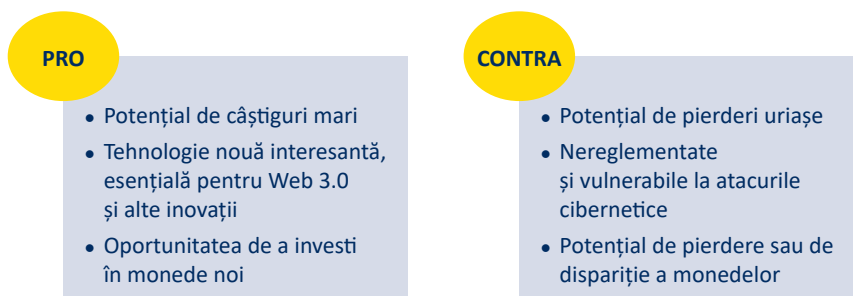 PRO
• Potențial de câștiguri mari
• Tehnologie nouă interesantă,
esențială pentru Web 3.0
și alte inovații
• Oportunitatea de a investi
în monede noi
CONTRA
• Potențial de pierderi uriașe
• Nereglementate
și vulnerabile la atacurile
cibernetice
• Potențial de pierdere sau de
dispariție a monedelor